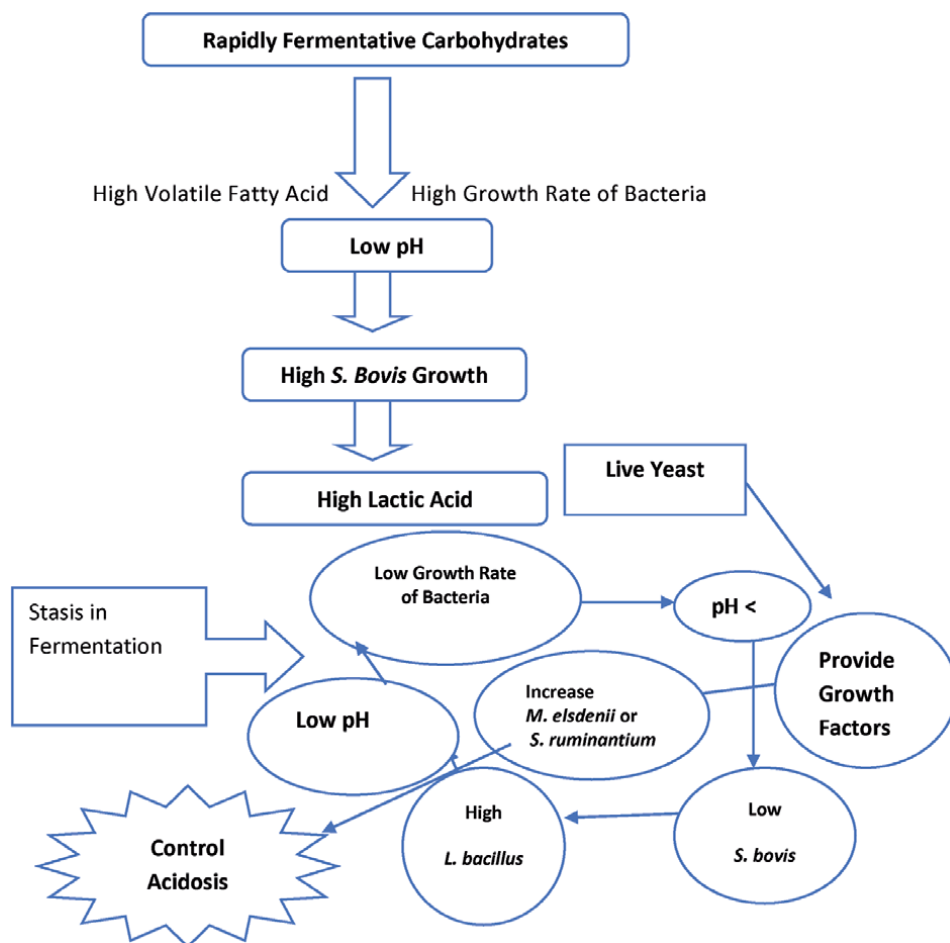 Rapidly Fermentative Carbohydrates
High Volatile Fatty Acid
High Growth Rate of Bacteria
Low pH
High S. Bovis Growth
High Lactic Acid
Live Yeast
Low Growth Rate
of Bacteria
pH <
Stasis in
Fermentation
Provide
Growth
Factors
Increase
M. elsdenii or
S. ruminantium
Low pH
High
L. bacillus
Low
S. bovis
Control
Acidosis